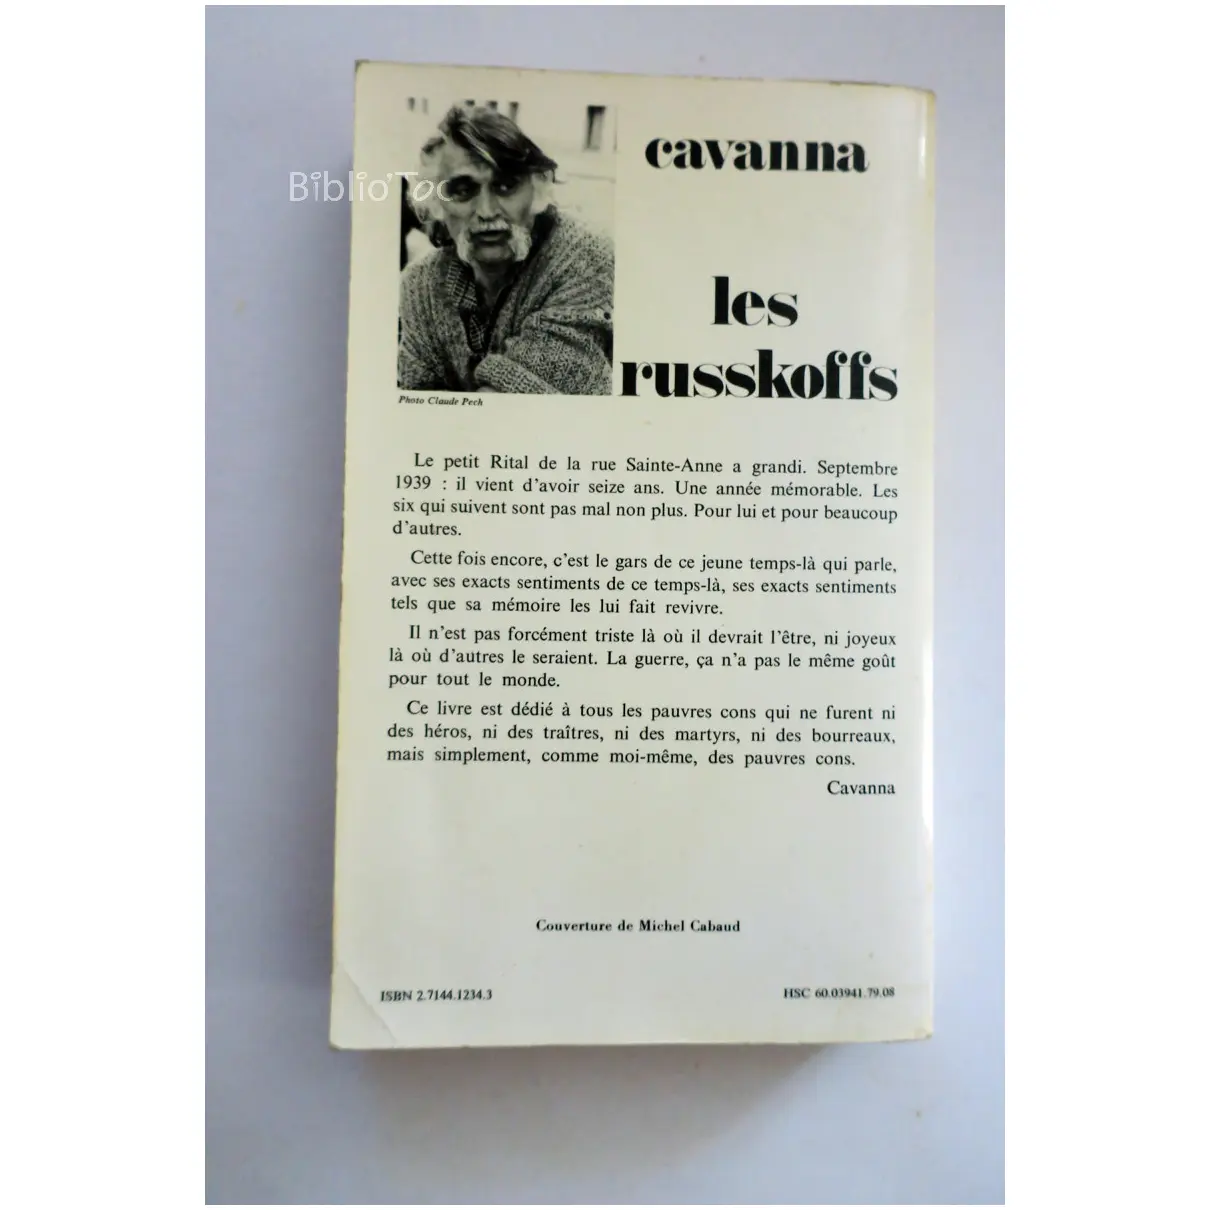 Biblio'Toc
cavanna
les
russkoffs
Photo Claude Pech
Le petit Rital de la rue Sainte-Anne a grandi. Septembre
1939 : il vient d'avoir seize ans. Une année mémorable. Les
six qui suivent sont pas mal non plus. Pour lui et pour beaucoup
d'autres.
Cette fois encore, c'est le gars de ce jeune temps-là qui parle,
avec ses exacts sentiments de ce temps-là, ses exacts sentiments
tels que sa mémoire les lui fait revivre.
Il n'est pas forcément triste là où il devrait l'être, ni joyeux
là où d'autres le seraient. La guerre, ça n'a pas le même goût
pour tout le monde.
Ce livre est dédié à tous les pauvres cons qui ne furent ni
des héros, ni des traîtres, ni des martyrs, ni des bourreaux,
mais simplement, comme moi-même, des pauvres cons.
Cavanna
Couverture de Michel Cabaud
ISBN 2.7144.1234.3
HSC 60.03941.79.08